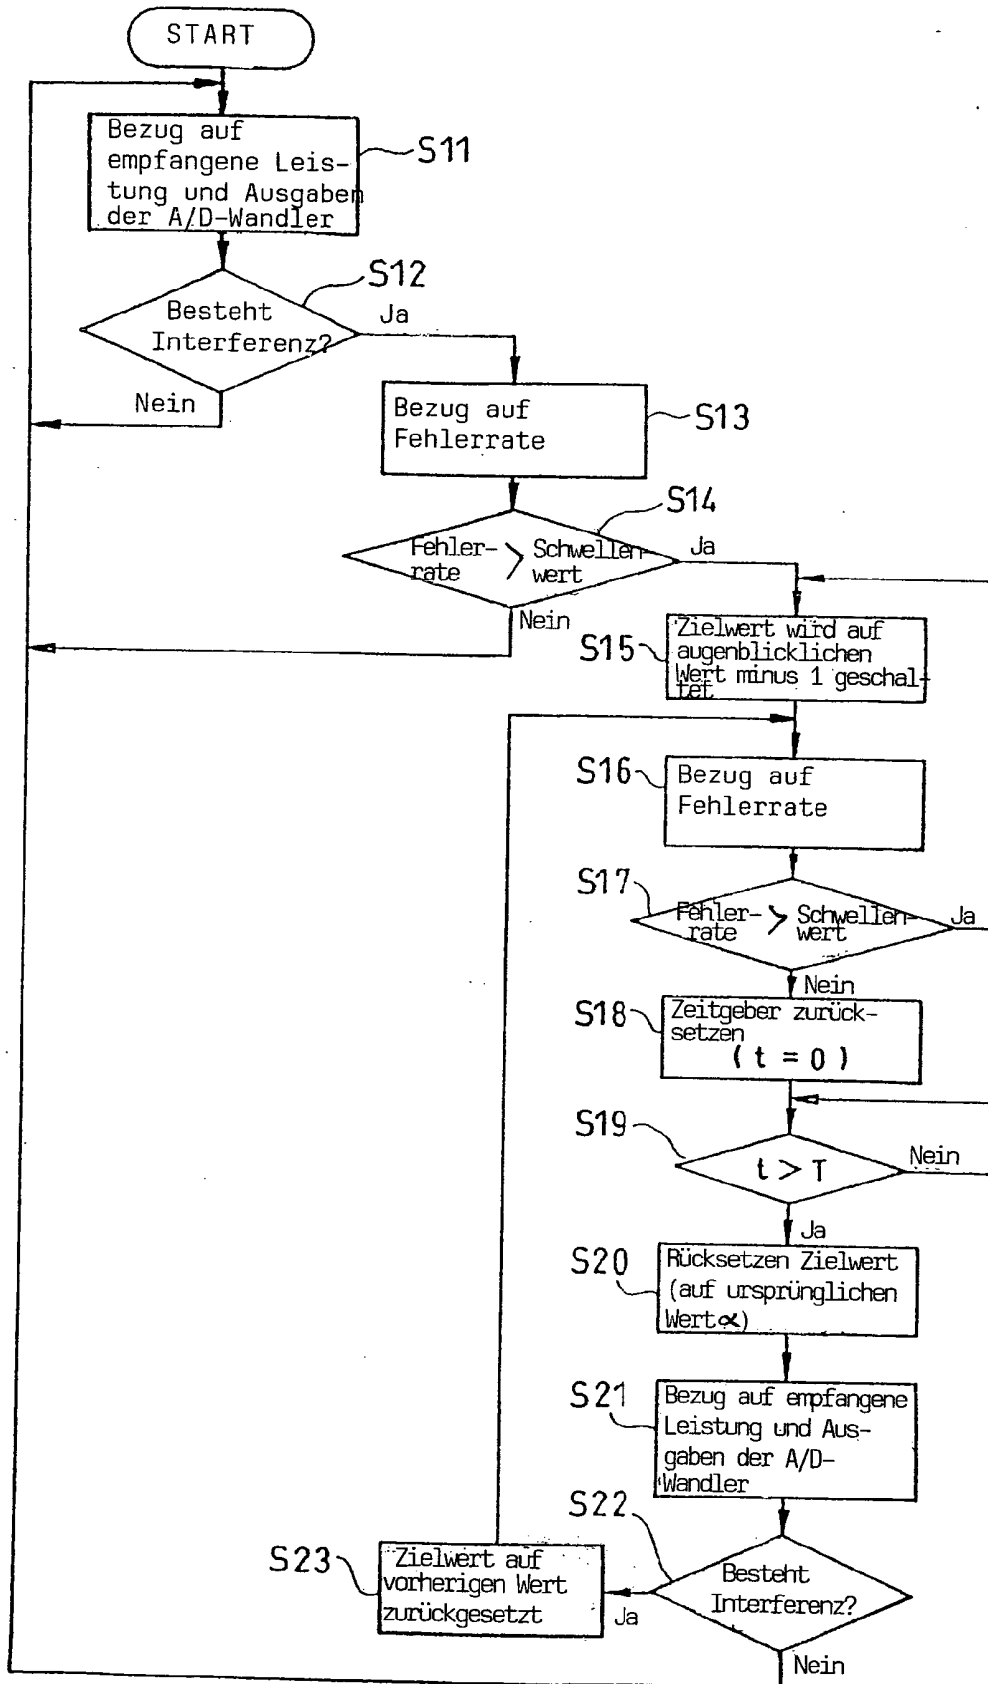 START
Bezug auf
empfangene Leis-
tung und Ausgaben
der A/D-Wandler
S11
S12
Besteht
Interferenz?
Ja
Nein
Bezug auf
Fehlerrate
S13
S14
Fehler- > Schwellen-
rate wert
Ja
Nein
S15
Zielwert wird auf
augenblicklichen
Wert minus 1 geschal-
tet
S16
Bezug auf
Fehlerrate
S17
Fehler- > Schwellen-
rate wert
Ja
Nein
S18
Zeitgeber zurück-
setzen
( t = 0 )
S19
t > T
Nein
Ja
S20
Rücksetzen Zielwert
(auf ursprünglichen
Wert α)
S21
Bezug auf empfangene
Leistung und Aus-
gaben der A/D-
Wandler
S22
Besteht
Interferenz?
Ja
Nein
S23
Zielwert auf
vorherigen Wert
zurückgesetzt